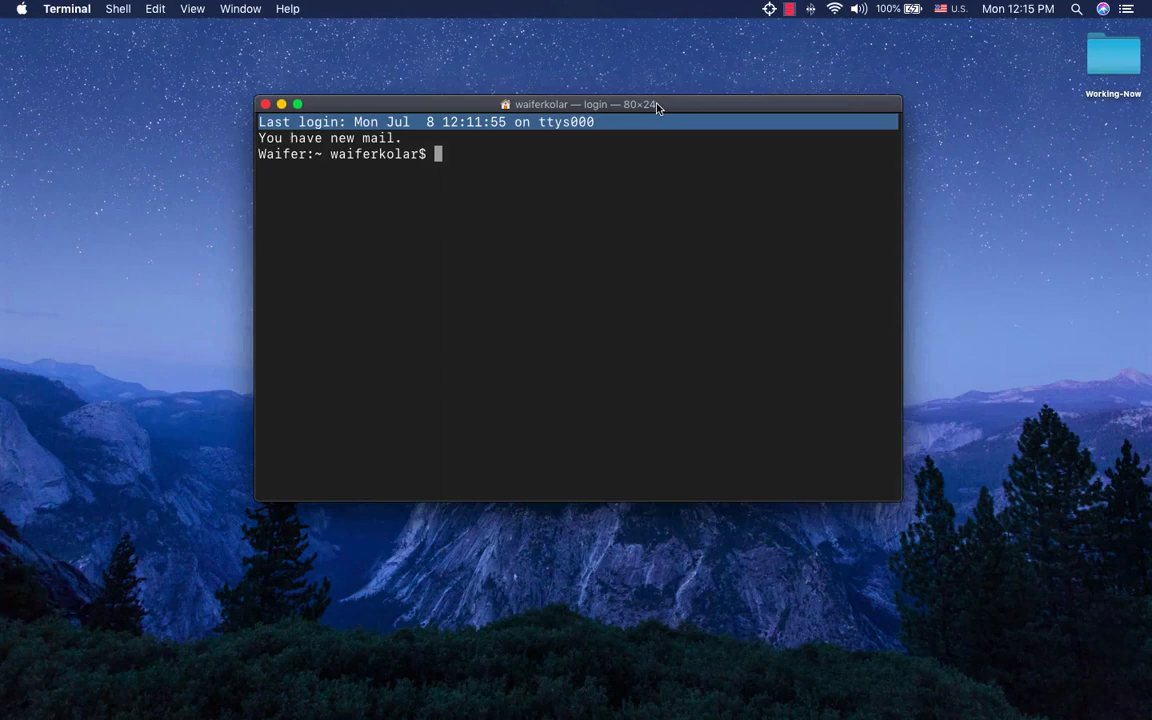 Terminal Shell Edit View Window Help 100% U.S. Mon 12:15 PM
Working-Now
waiferkolar — login — 80×24
Last login: Mon Jul  8 12:11:55 on ttys000
You have new mail.
Waifer:~ waiferkolar$